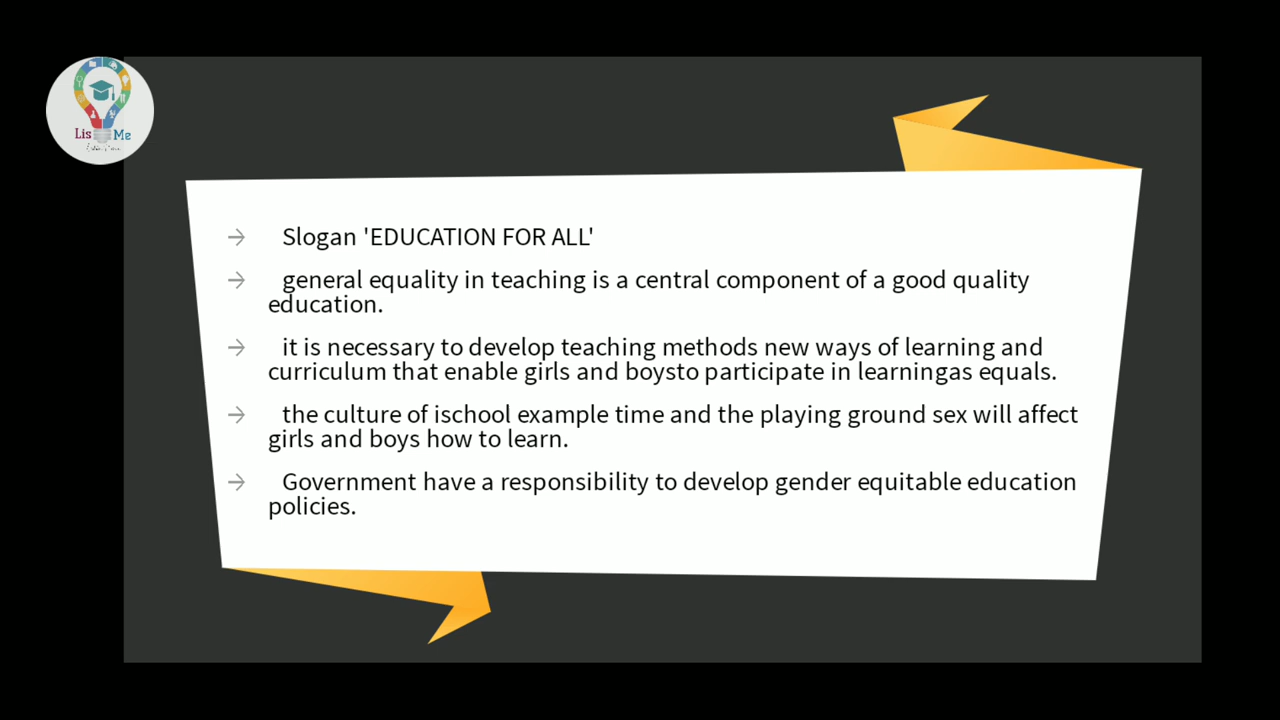 Lis Me
→ Slogan 'EDUCATION FOR ALL'
→ general equality in teaching is a central component of a good quality
education.
→ it is necessary to develop teaching methods new ways of learning and
curriculum that enable girls and boysto participate in learningas equals.
→ the culture of ischool example time and the playing ground sex will affect
girls and boys how to learn.
→ Government have a responsibility to develop gender equitable education
policies.